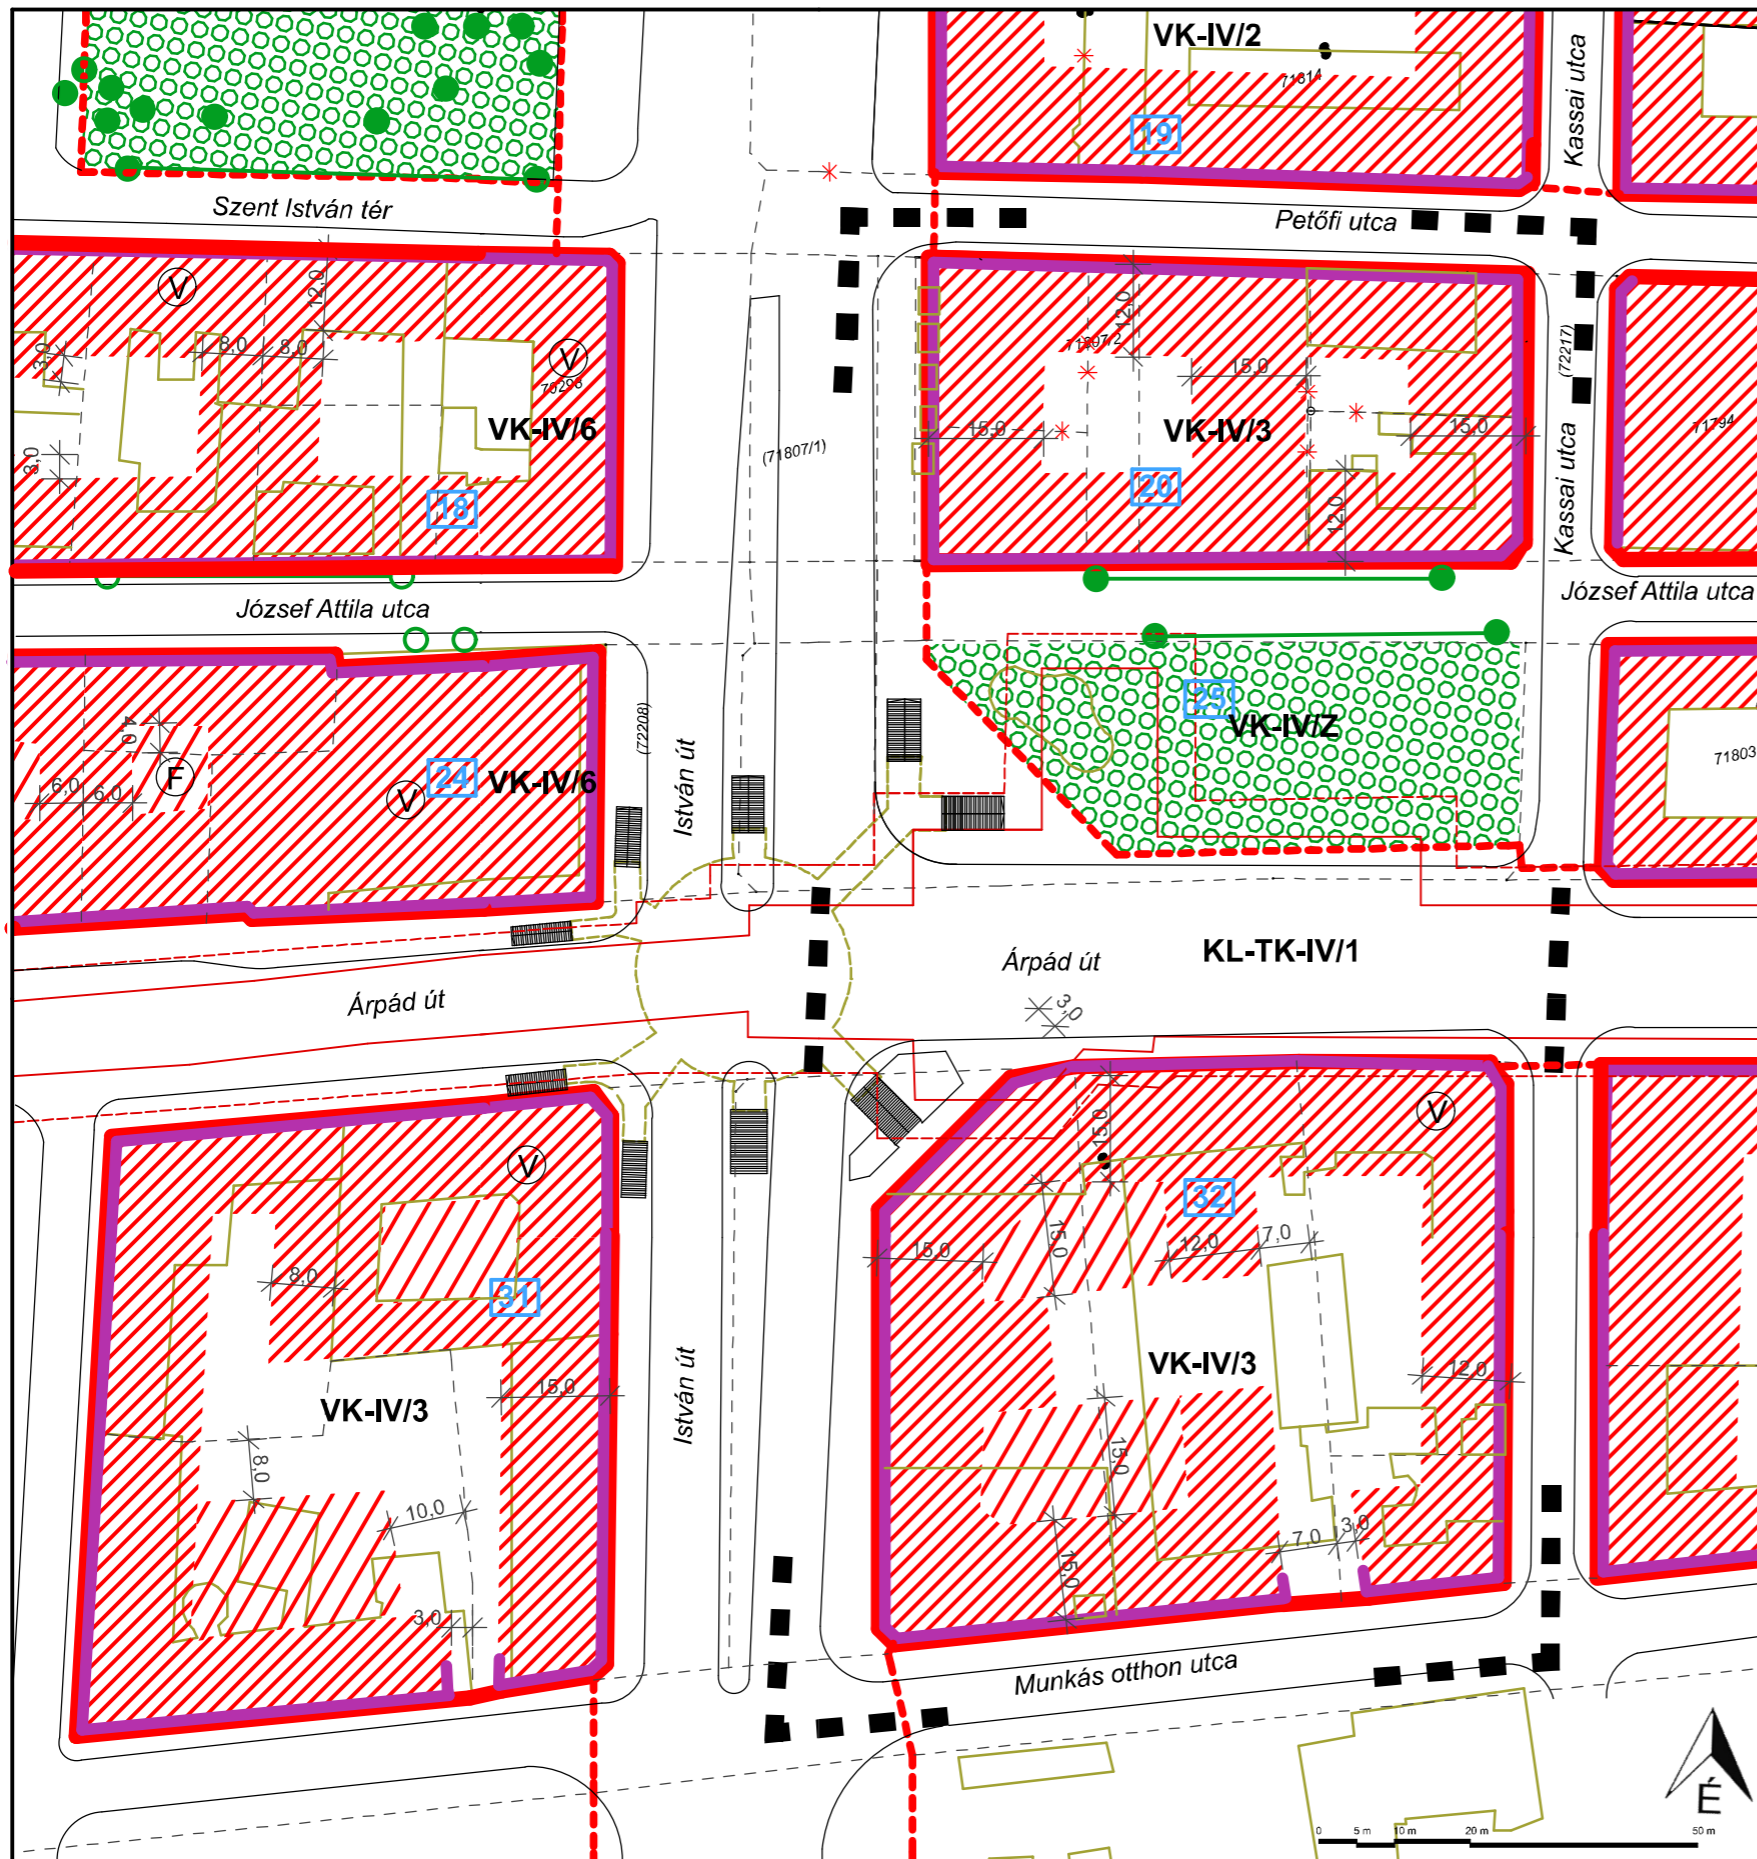 VK-IV/2
71814
19
Kassai utca
Szent István tér
Petőfi utca
V
12,0
8,0
8,0
3,0
V
70298
VK-IV/6
3,0
18
(71807/1)
12,0
71807/2
15,0
15,0
VK-IV/3
15,0
20
12,0
(72217)
Kassai utca
71794
József Attila utca
József Attila utca
4,0
F
6,0
6,0
V
24
VK-IV/6
(72208)
István út
25
VK-IV/Z
71803
Árpád út
Árpád út
KL-TK-IV/1
3,0
V
8,0
31
15,0
VK-IV/3
8,0
10,0
3,0
István út
15,0
V
32
15,0
15,0
12,0
7,0
VK-IV/3
12,0
15,0
7,0
3,0
15,0
Munkás otthon utca
É
0
5 m
10 m
20 m
50 m